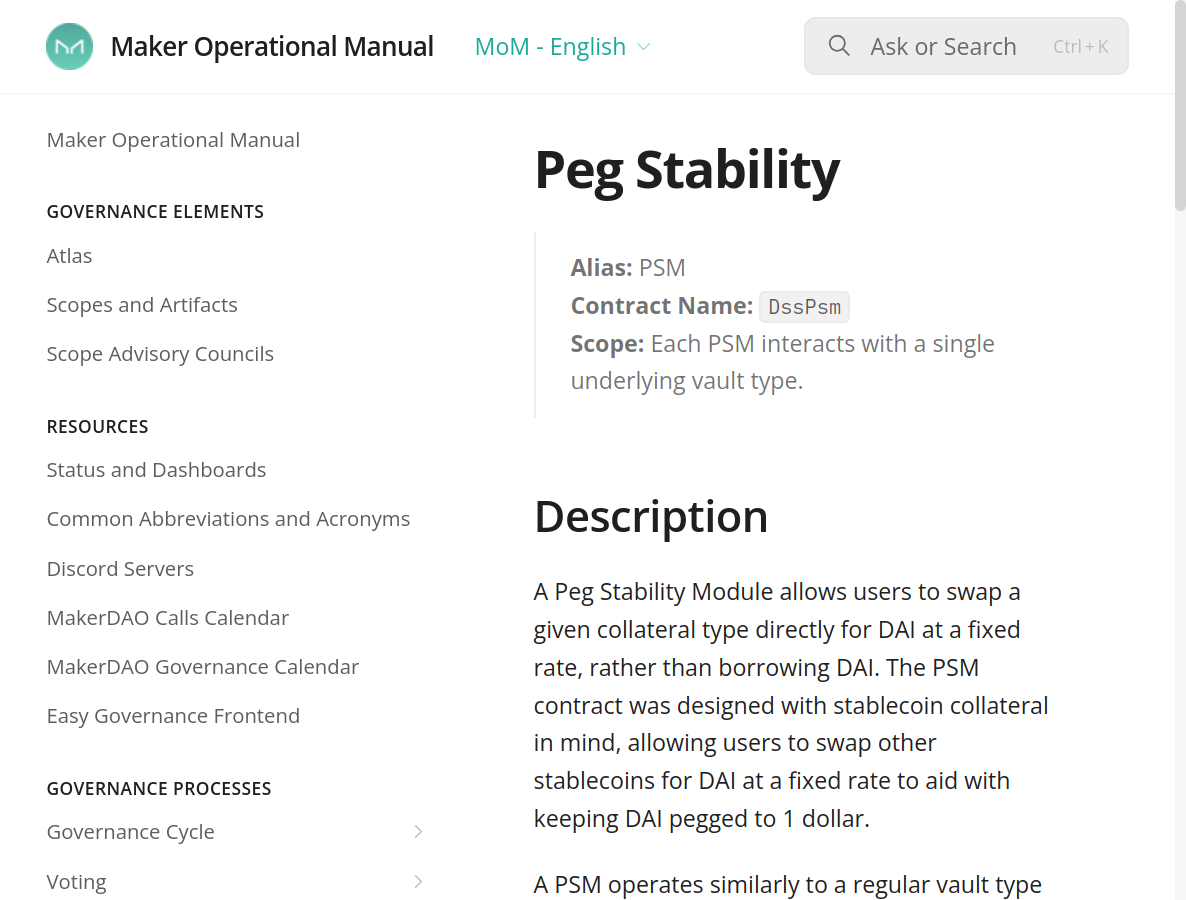 Maker Operational Manual
MoM - English
Ask or Search
Ctrl + K
Maker Operational Manual
GOVERNANCE ELEMENTS
Atlas
Scopes and Artifacts
Scope Advisory Councils
RESOURCES
Status and Dashboards
Common Abbreviations and Acronyms
Discord Servers
MakerDAO Calls Calendar
MakerDAO Governance Calendar
Easy Governance Frontend
GOVERNANCE PROCESSES
Governance Cycle
Voting
Peg Stability
Alias: PSM
Contract Name: DssPsm
Scope: Each PSM interacts with a single
underlying vault type.
Description
A Peg Stability Module allows users to swap a
given collateral type directly for DAI at a fixed
rate, rather than borrowing DAI. The PSM
contract was designed with stablecoin collateral
in mind, allowing users to swap other
stablecoins for DAI at a fixed rate to aid with
keeping DAI pegged to 1 dollar.
A PSM operates similarly to a regular vault type